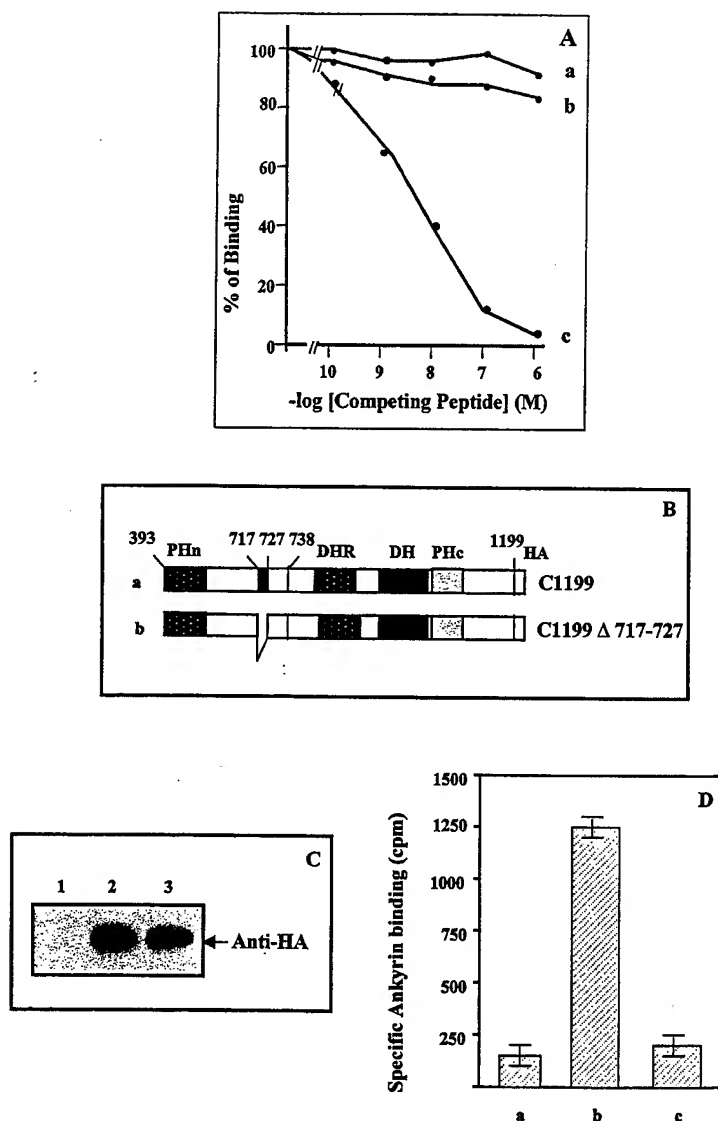 A
100
80
60
40
20
0
% of Binding
a
b
c
10 9 8 7 6
-log [Competing Peptide] (M)
B
393 PHn 717 727 738 DHR DH PHc 1199 HA
a C1199
b C1199 Δ 717-727
C
1 2 3
Anti-HA
D
1500
1250
1000
750
500
250
Specific Ankyrin binding (cpm)
a b c